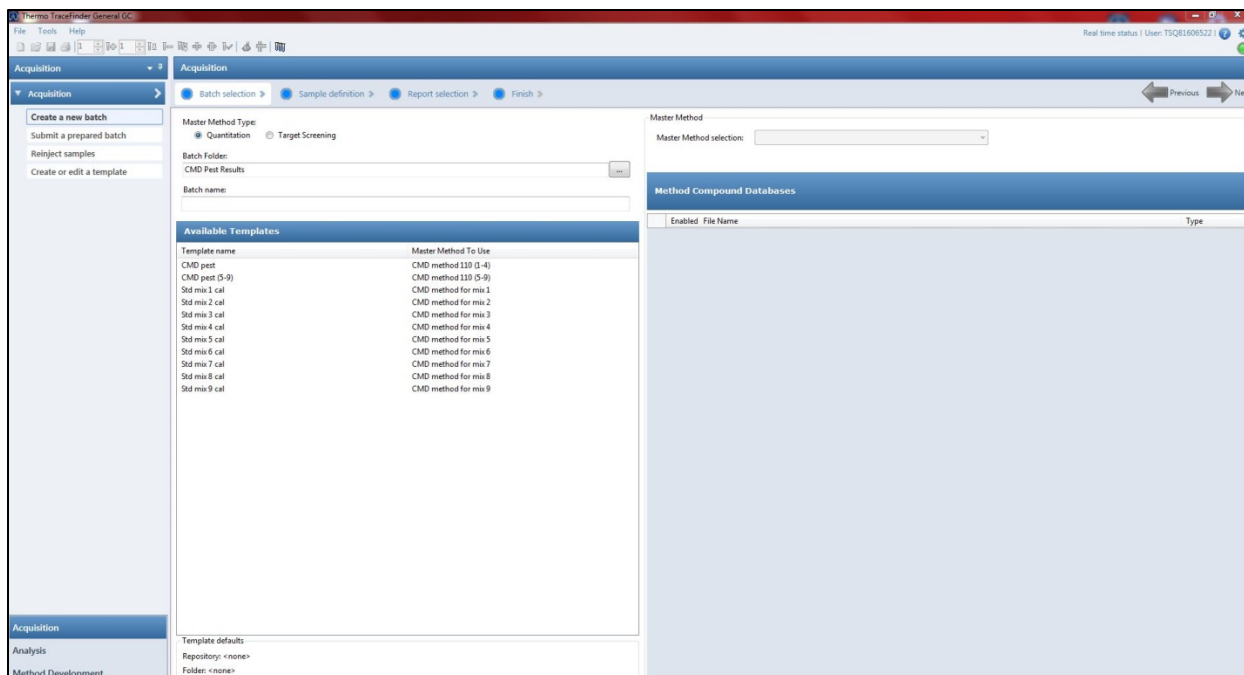 Thermo TraceFinder General GC
File Tools Help
Real time status | User: TSQ81606522 |
1 1
Acquisition
Acquisition
Acquisition
Create a new batch
Submit a prepared batch
Reinject samples
Create or edit a template
Batch selection
Sample definition
Report selection
Finish
Previous
Ne
Master Method Type:
Quantitation Target Screening
Batch Folder:
CMD Pest Results
...
Batch name:
Available Templates
Template name Master Method To Use
CMD pest CMD method 110 (1-4)
CMD pest (5-9) CMD method 110 (5-9)
Std mix 1 cal CMD method for mix 1
Std mix 2 cal CMD method for mix 2
Std mix 3 cal CMD method for mix 3
Std mix 4 cal CMD method for mix 4
Std mix 5 cal CMD method for mix 5
Std mix 6 cal CMD method for mix 6
Std mix 7 cal CMD method for mix 7
Std mix 8 cal CMD method for mix 8
Std mix 9 cal CMD method for mix 9
Template defaults
Repository: <none>
Folder: <none>
Master Method
Master Method selection:
Method Compound Databases
Enabled File Name Type
Acquisition
Analysis
Method Development